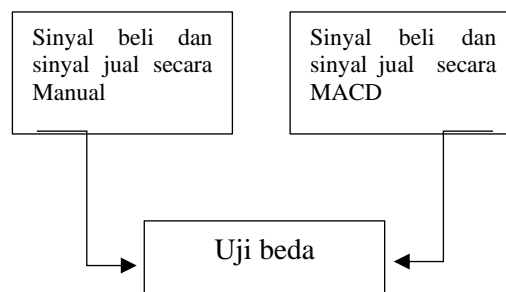 Sinyal beli dan
sinyal jual secara
Manual
Sinyal beli dan
sinyal jual secara
MACD
Uji beda